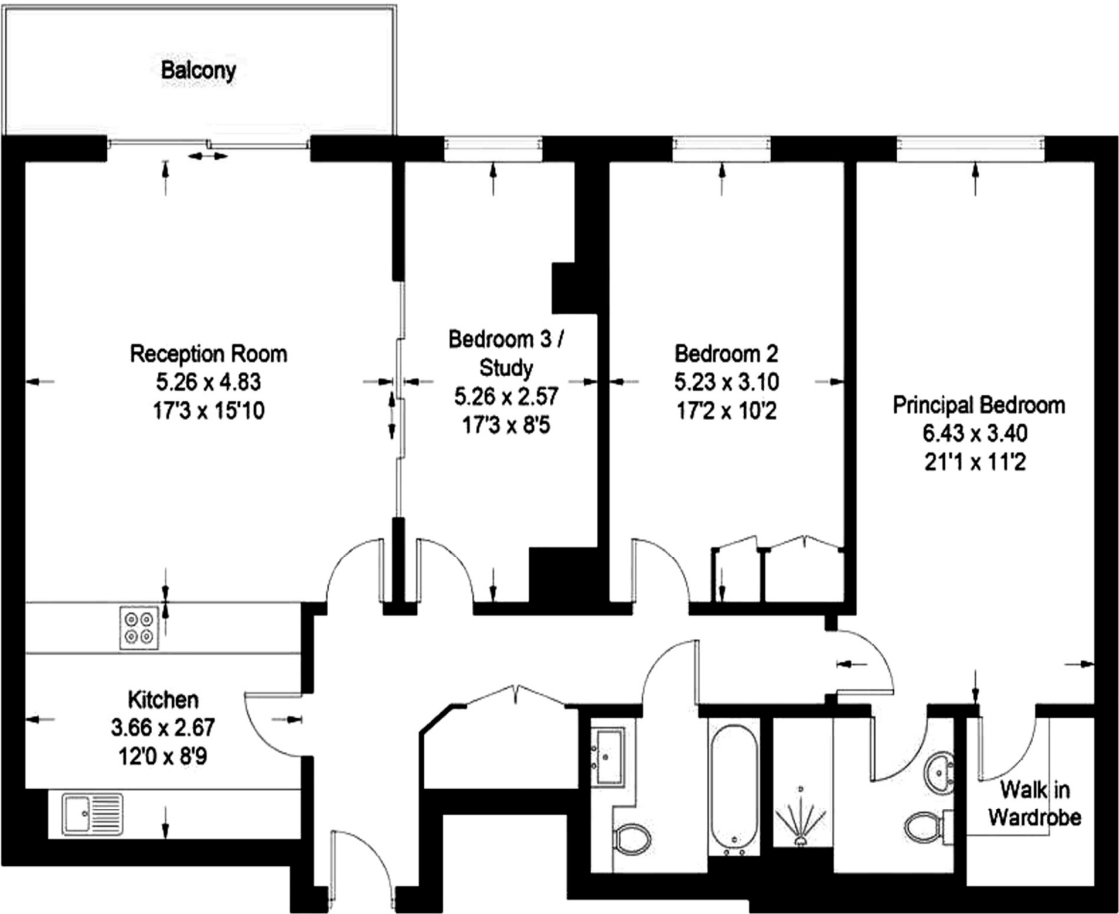 Balcony
Reception Room
5.26 x 4.83
17'3 x 15'10
Bedroom 3 /
Study
5.26 x 2.57
17'3 x 8'5
Bedroom 2
5.23 x 3.10
17'2 x 10'2
Principal Bedroom
6.43 x 3.40
21'1 x 11'2
Kitchen
3.66 x 2.67
12'0 x 8'9
Walk in
Wardrobe